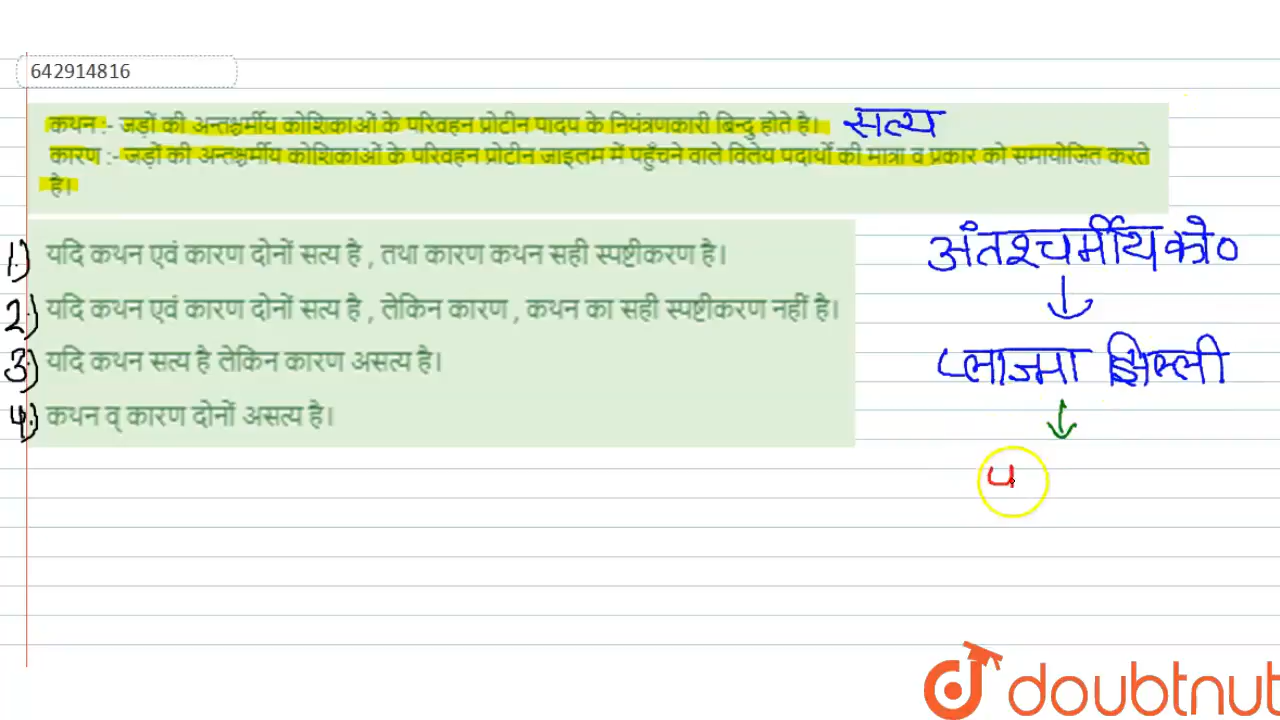 642914816
कथन :- जड़ों की अन्तश्चर्मीय कोशिकाओं के परिवहन प्रोटीन पादप के नियंत्रणकारी बिन्दु होते है। सत्य
कारण :- जड़ों की अन्तश्चर्मीय कोशिकाओं के परिवहन प्रोटीन जाइलम में पहुँचने वाले विलेय पदार्थों की मात्रा व प्रकार को समायोजित करते
है।
1.) यदि कथन एवं कारण दोनों सत्य है , तथा कारण कथन सही स्पष्टीकरण है।
2.) यदि कथन एवं कारण दोनों सत्य है , लेकिन कारण , कथन का सही स्पष्टीकरण नहीं है।
3.) यदि कथन सत्य है लेकिन कारण असत्य है।
4.) कथन व् कारण दोनों असत्य है।
अंतश्चर्मीय को०
प्लाज्मा झिल्ली
प
doubtnut